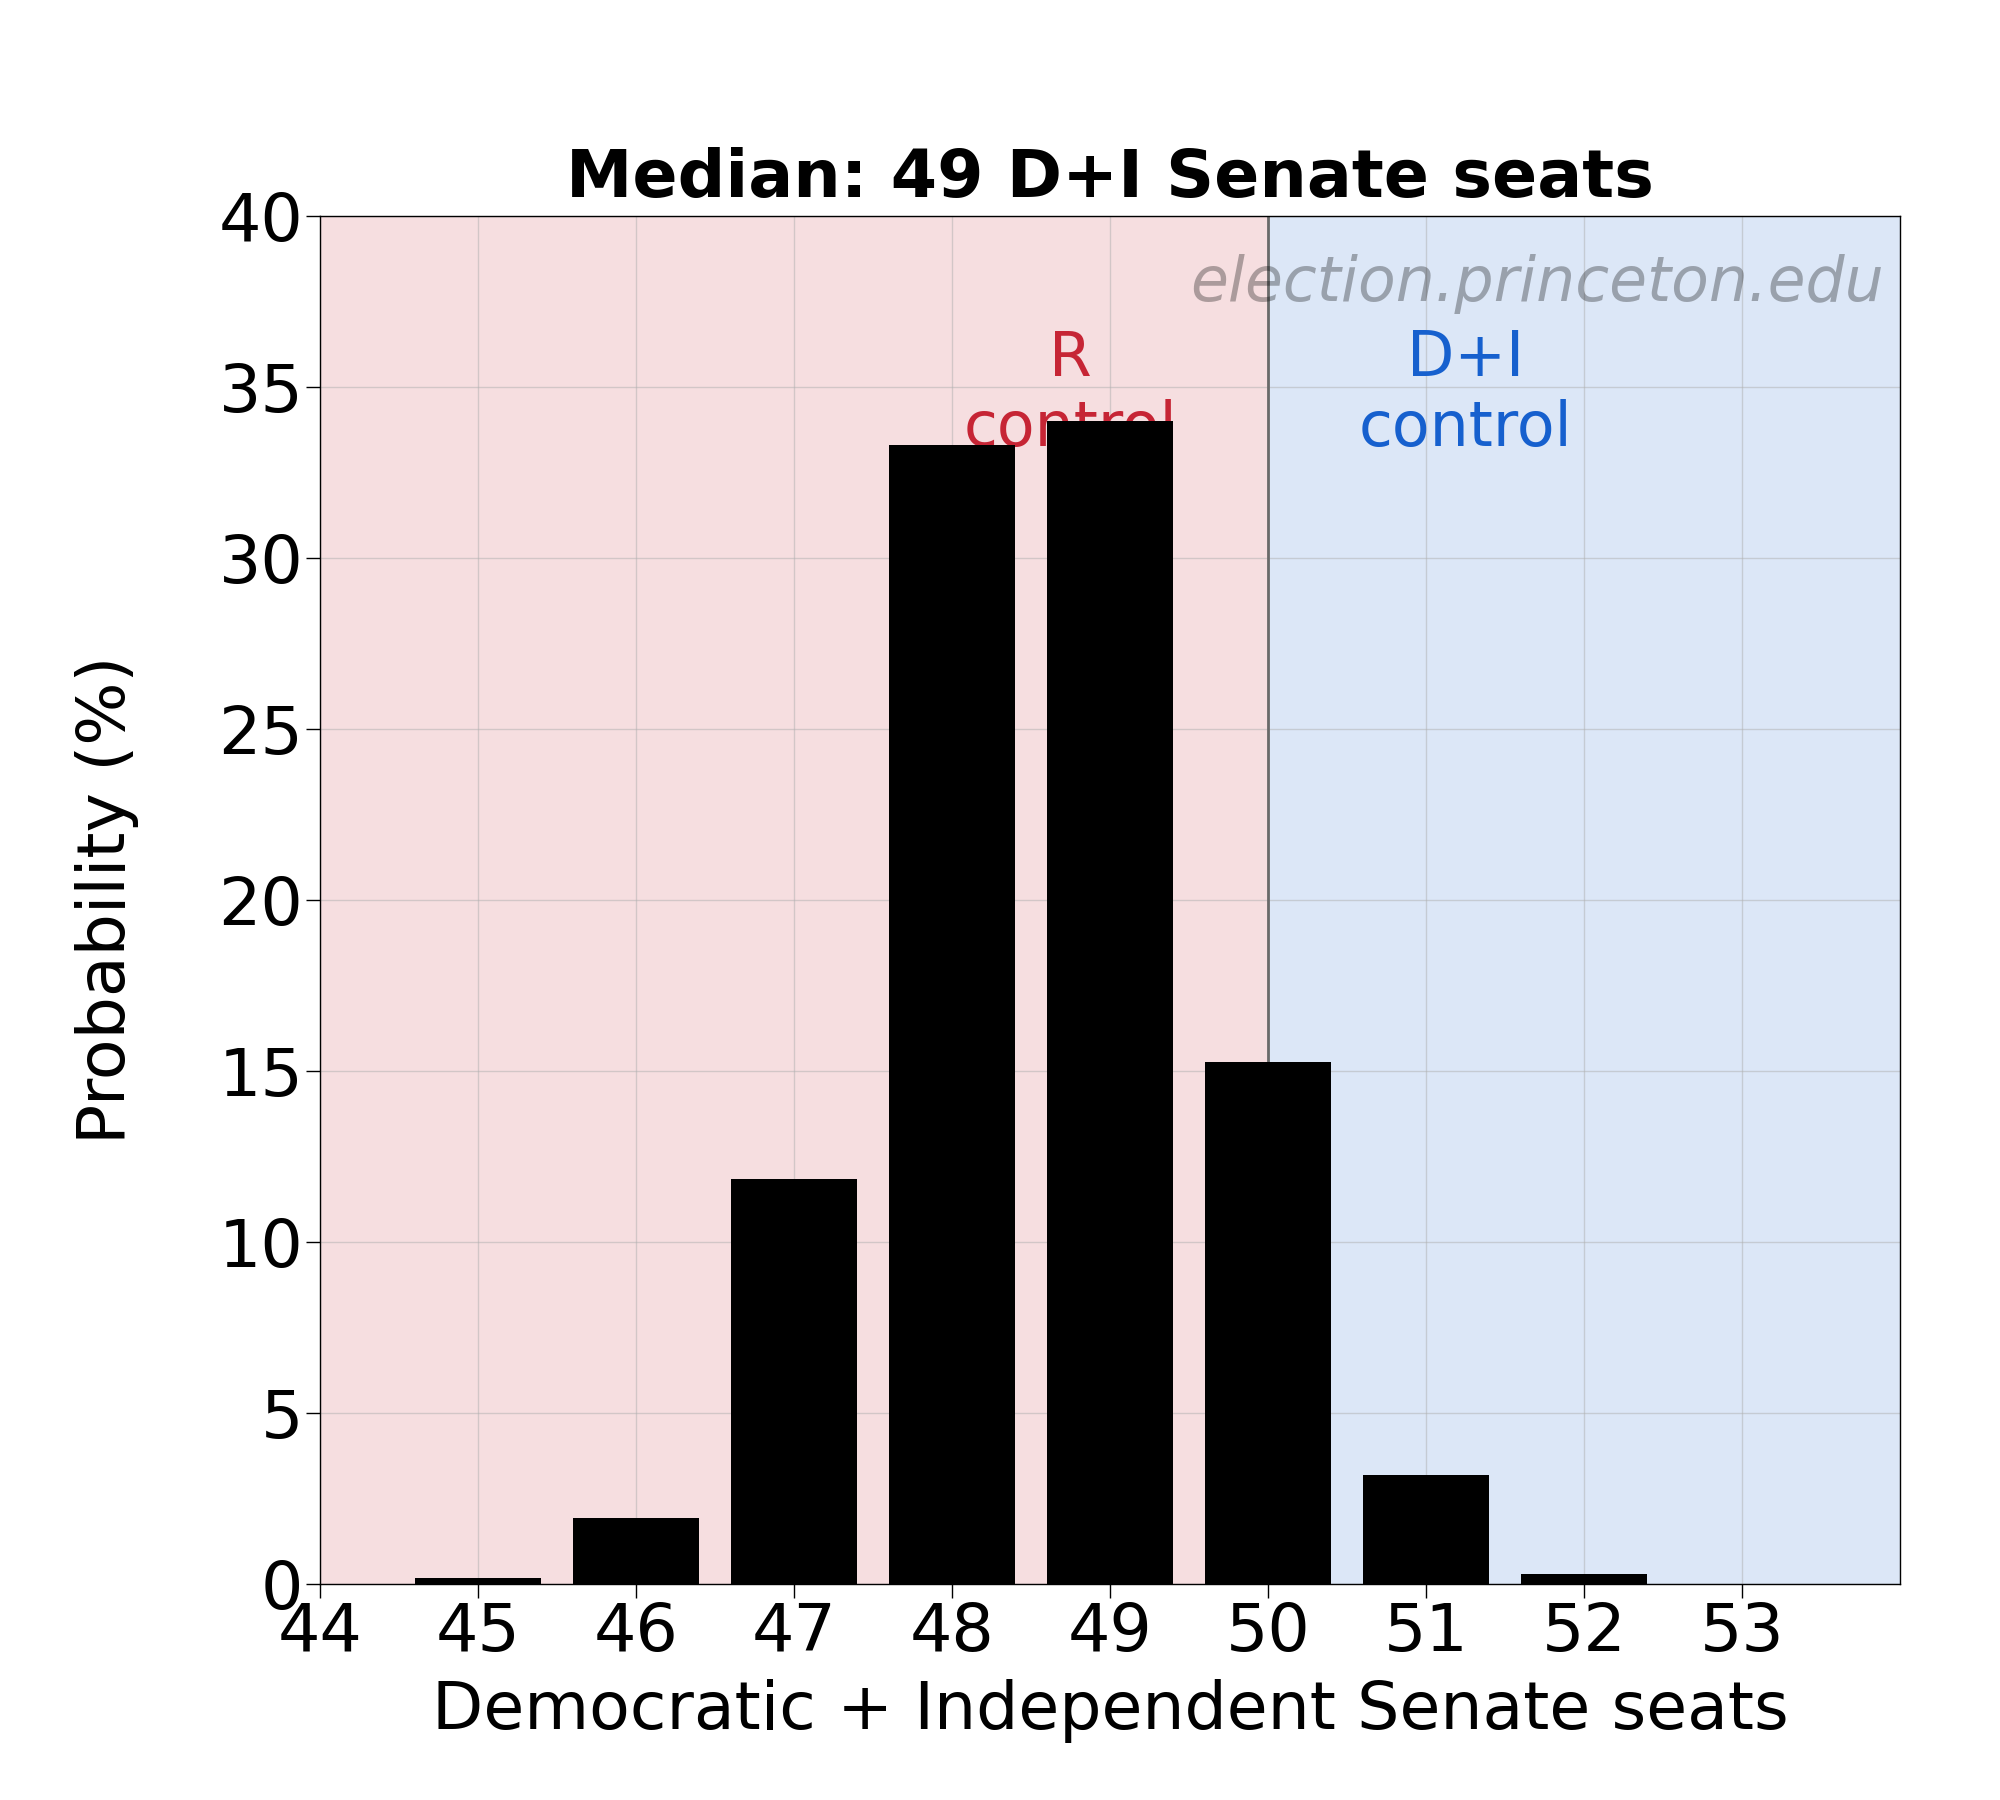 Median: 49 D+I Senate seats
election.princeton.edu
R
control
D+I
control
40
35
30
25
20
15
10
5
0
Probability (%)
44 45 46 47 48 49 50 51 52 53
Democratic + Independent Senate seats